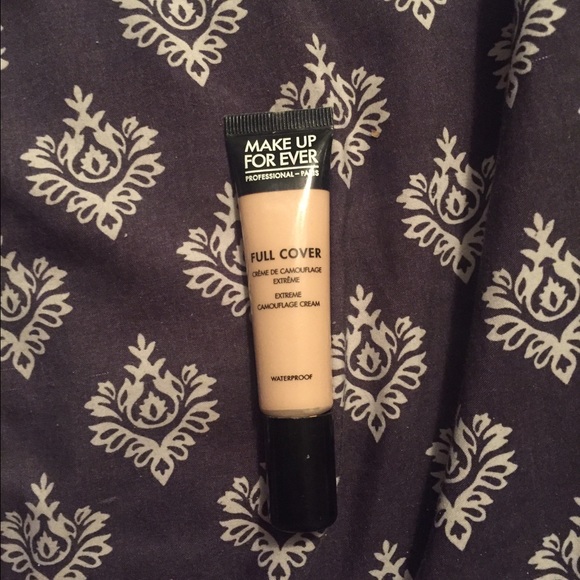 MAKE UP
FOR EVER
PROFESSIONAL – PARIS
FULL COVER
CRÈME DE CAMOUFLAGE
EXTRÊME
EXTREME
CAMOUFLAGE CREAM
WATERPROOF